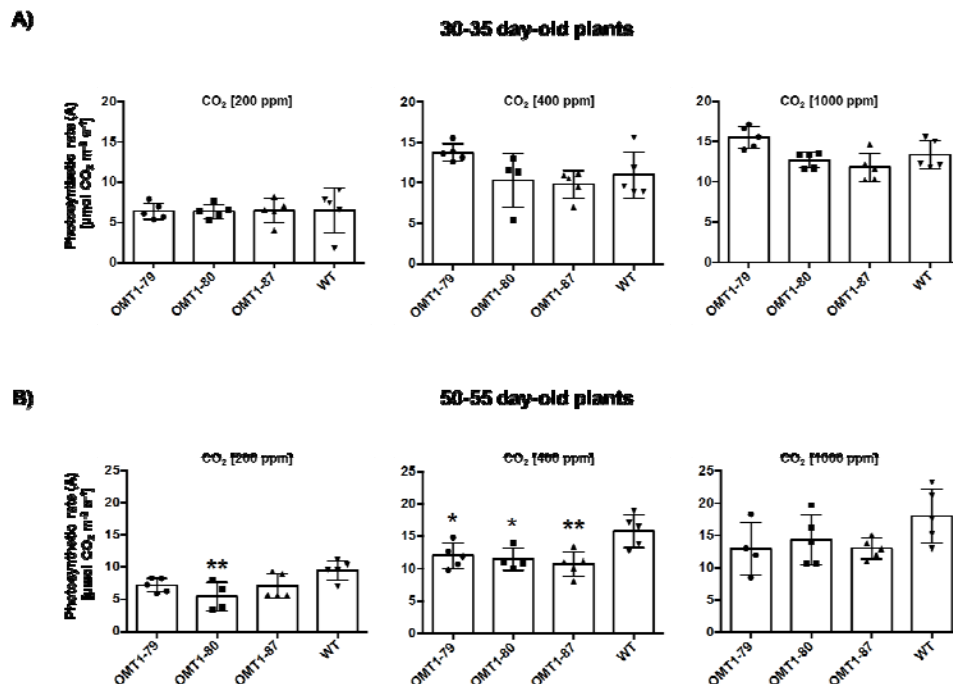 A)
30-35 day-old plants
Photosynthetic rate (A)
[µmol CO₂ m⁻² s⁻¹]
CO₂ [200 ppm]
20
15
10
5
0
OMT1-79
OMT1-80
OMT1-87
WT
CO₂ [400 ppm]
20
15
10
5
0
OMT1-79
OMT1-80
OMT1-87
WT
CO₂ [1000 ppm]
20
15
10
5
0
OMT1-79
OMT1-80
OMT1-87
WT
B)
50-55 day-old plants
Photosynthetic rate (A)
[µmol CO₂ m⁻² s⁻¹]
CO₂ [200 ppm]
25
20
15
10
5
0
**
OMT1-79
OMT1-80
OMT1-87
WT
CO₂ [400 ppm]
25
20
15
10
5
0
*
*
**
OMT1-79
OMT1-80
OMT1-87
WT
CO₂ [1000 ppm]
25
20
15
10
5
0
OMT1-79
OMT1-80
OMT1-87
WT